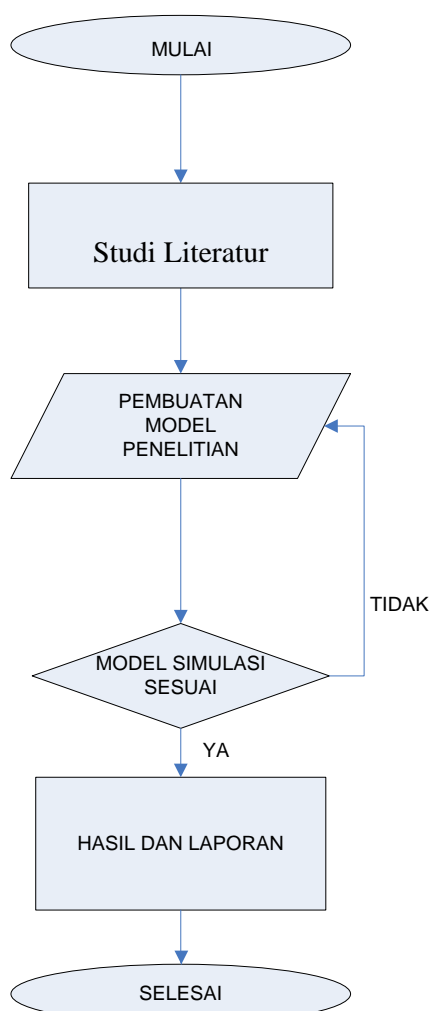 MULAI
Studi Literatur
PEMBUATAN
MODEL
PENELITIAN
TIDAK
MODEL SIMULASI
SESUAI
YA
HASIL DAN LAPORAN
SELESAI